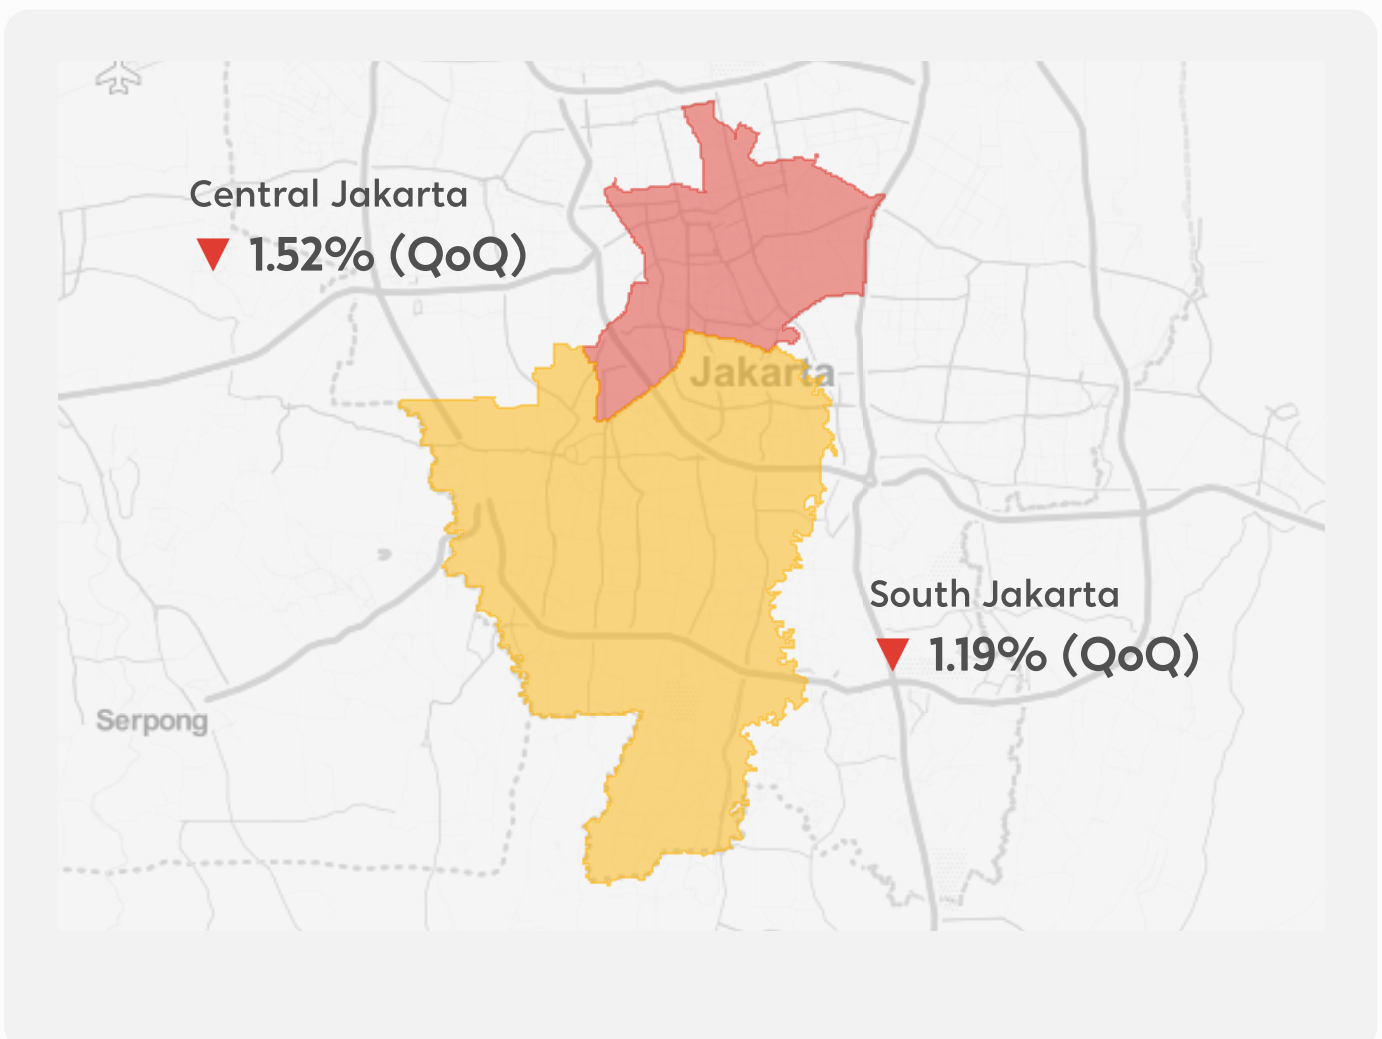 Central Jakarta
▼ 1.52% (QoQ)
Jakarta
South Jakarta
▼ 1.19% (QoQ)
Serpong